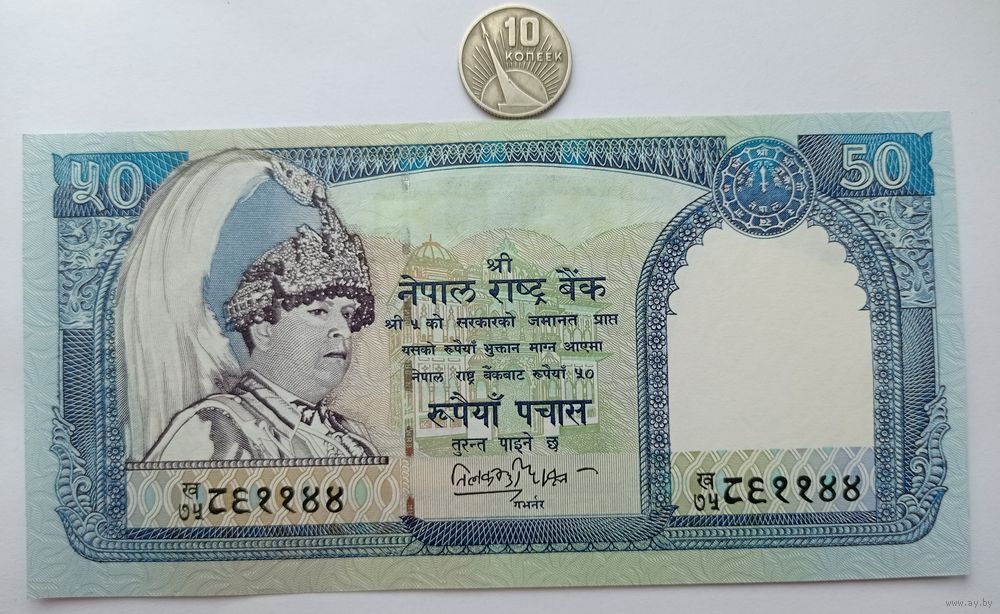 10
КОПЕЕК
५०
50
श्री
नेपाल राष्ट्र बैंक
श्री ५ को सरकारको जमानत प्राप्त
यसको रुपैयाँ भुक्तान माग्न आएमा
नेपाल राष्ट्र बैंकबाट रुपैयाँ ५०
रूपैयाँ पचास
तुरन्त पाइने छ
गभर्नर
ख
७५ ८६११४४
ख
७५ ८६११४४
www.ay.by